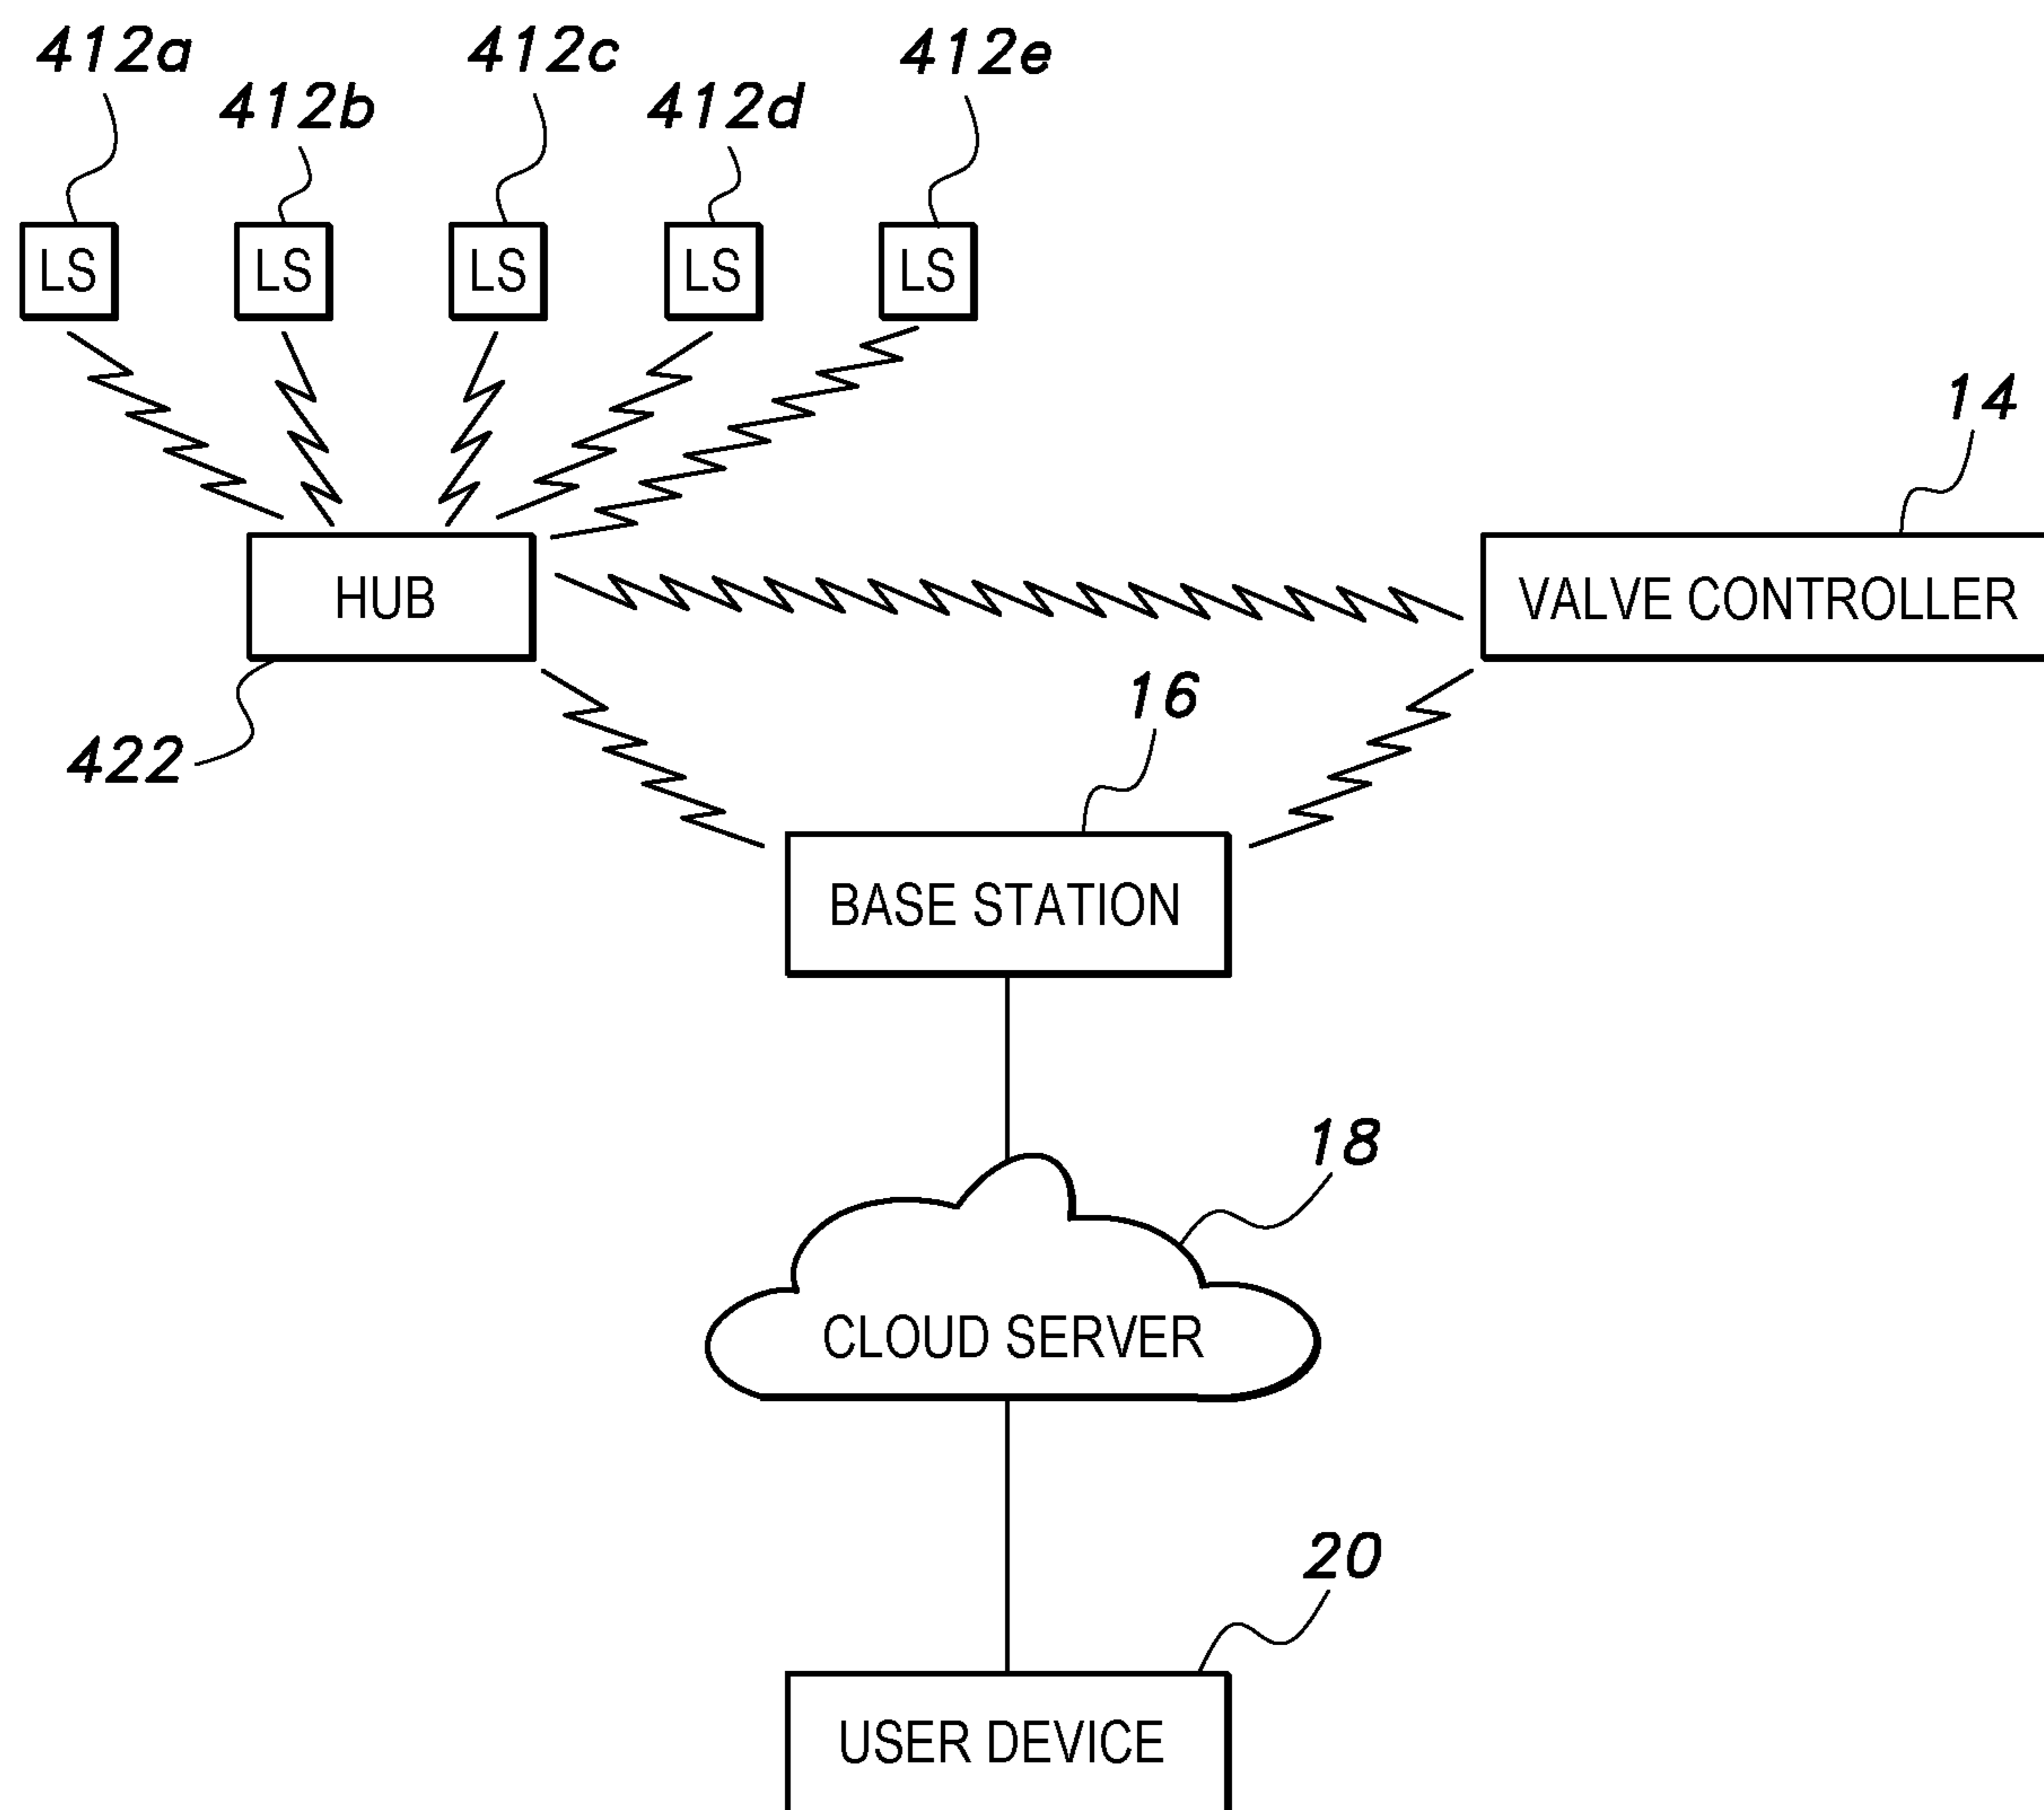 412a
412c
412e
412b
412d
LS
LS
LS
LS
LS
14
HUB
VALVE CONTROLLER
16
422
BASE STATION
18
CLOUD SERVER
20
USER DEVICE